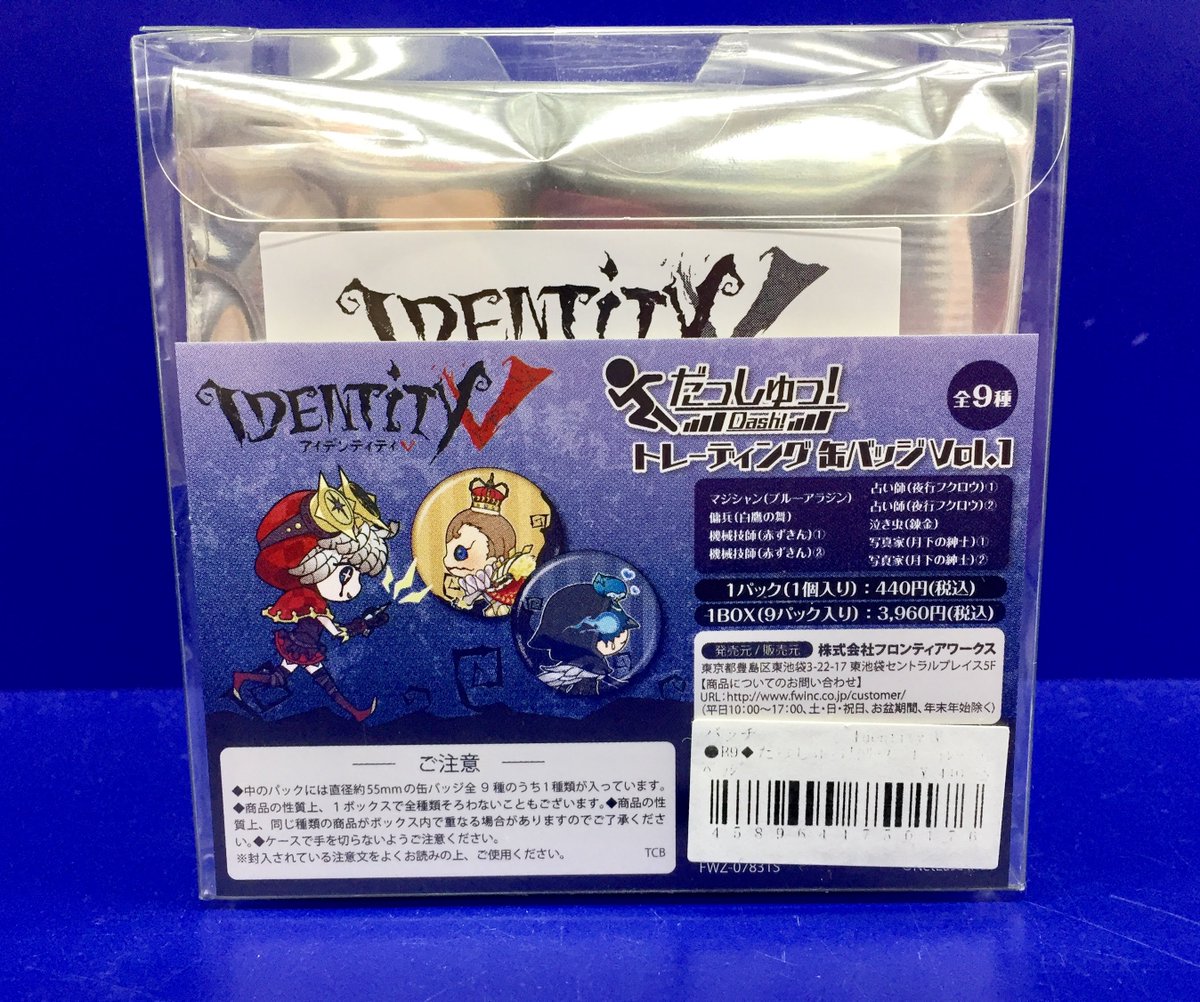 IDENTITY V
IDENTITY V
アイデンティティV
だっしゅつ!
Dash!
全9種
トレーディング 缶バッジ Vol.1
マジシャン(ブルーアラジン)
傭兵(白鷹の舞)
機械技師(赤ずきん)①
機械技師(赤ずきん)②
占い師(夜行フクロウ)①
占い師(夜行フクロウ)②
泣き虫(錬金)
写真家(月下の紳士)①
写真家(月下の紳士)②
1パック(1個入り):440円(税込)
1BOX(9パック入り):3,960円(税込)
発売元/販売元 株式会社フロンティアワークス
東京都豊島区東池袋3-22-17 東池袋セントラルプレイス5F
【商品についてのお問い合わせ】
URL:http://www.fwinc.co.jp/customer/
(平日10:00〜17:00、土・日・祝日、お盆期間、年末年始除く)
バッチ
●B9◆
4589644750476
FWZ-07831S
ご注意
◆中のパックには直径約55mmの缶バッジ全 9 種のうち1種類が入っています。
◆商品の性質上、1ボックスで全種類そろわないこともございます。◆商品の
性質上、同じ種類の商品がボックス内で重なる場合がありますのでご了承くださ
い。◆ケースで手を切らないようご注意ください。
※封入されている注意文をよくお読みの上、ご使用ください。
TCB